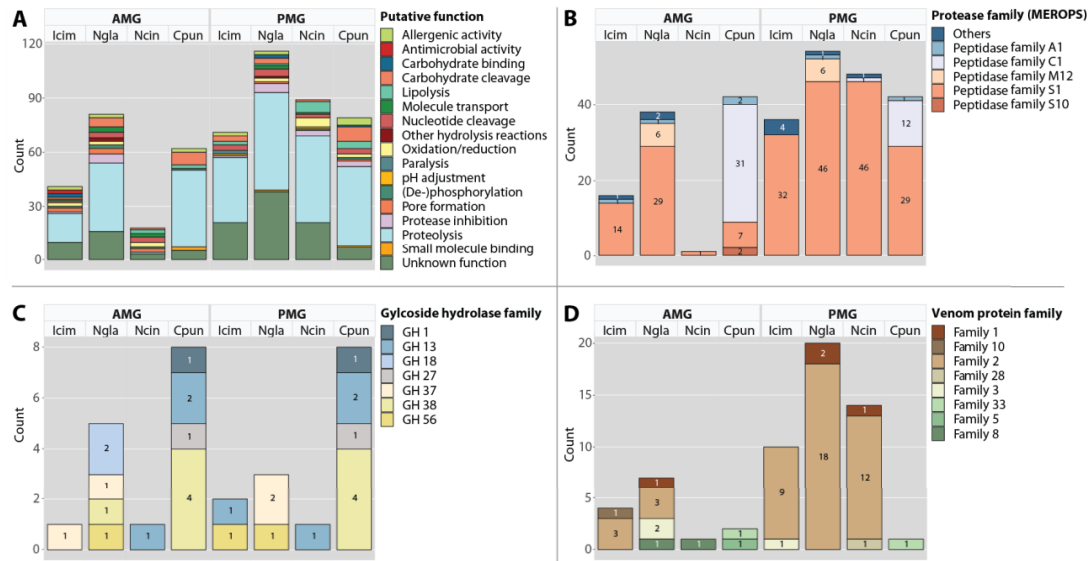 A
AMG PMG
Icim Ngla Ncin Cpun Icim Ngla Ncin Cpun
120
90
60
30
0
Count
Putative function
Allergenic activity
Antimicrobial activity
Carbohydrate binding
Carbohydrate cleavage
Lipolysis
Molecule transport
Nucleotide cleavage
Other hydrolysis reactions
Oxidation/reduction
Paralysis
pH adjustment
(De-)phosphorylation
Pore formation
Protease inhibition
Proteolysis
Small molecule binding
Unknown function
B
AMG PMG
Icim Ngla Ncin Cpun Icim Ngla Ncin Cpun
40
20
0
Count
1 14
2 6 29
2 31 7 2
4 32
1 6 46
1 46
12 29
Protease family (MEROPS)
Others
Peptidase family A1
Peptidase family C1
Peptidase family M12
Peptidase family S1
Peptidase family S10
C
AMG PMG
Icim Ngla Ncin Cpun Icim Ngla Ncin Cpun
8
6
4
2
0
Count
1
2 1 1 1
1
1 2 1 4
1 1
2 1
1
1 2 1 4
Gylcoside hydrolase family
GH 1
GH 13
GH 18
GH 27
GH 37
GH 38
GH 56
D
AMG PMG
Icim Ngla Ncin Cpun Icim Ngla Ncin Cpun
20
15
10
5
0
Count
1 3
1 3 2 1
1
1 1
9 1
2 18
1 12 1
1
Venom protein family
Family 1
Family 10
Family 2
Family 28
Family 3
Family 33
Family 5
Family 8